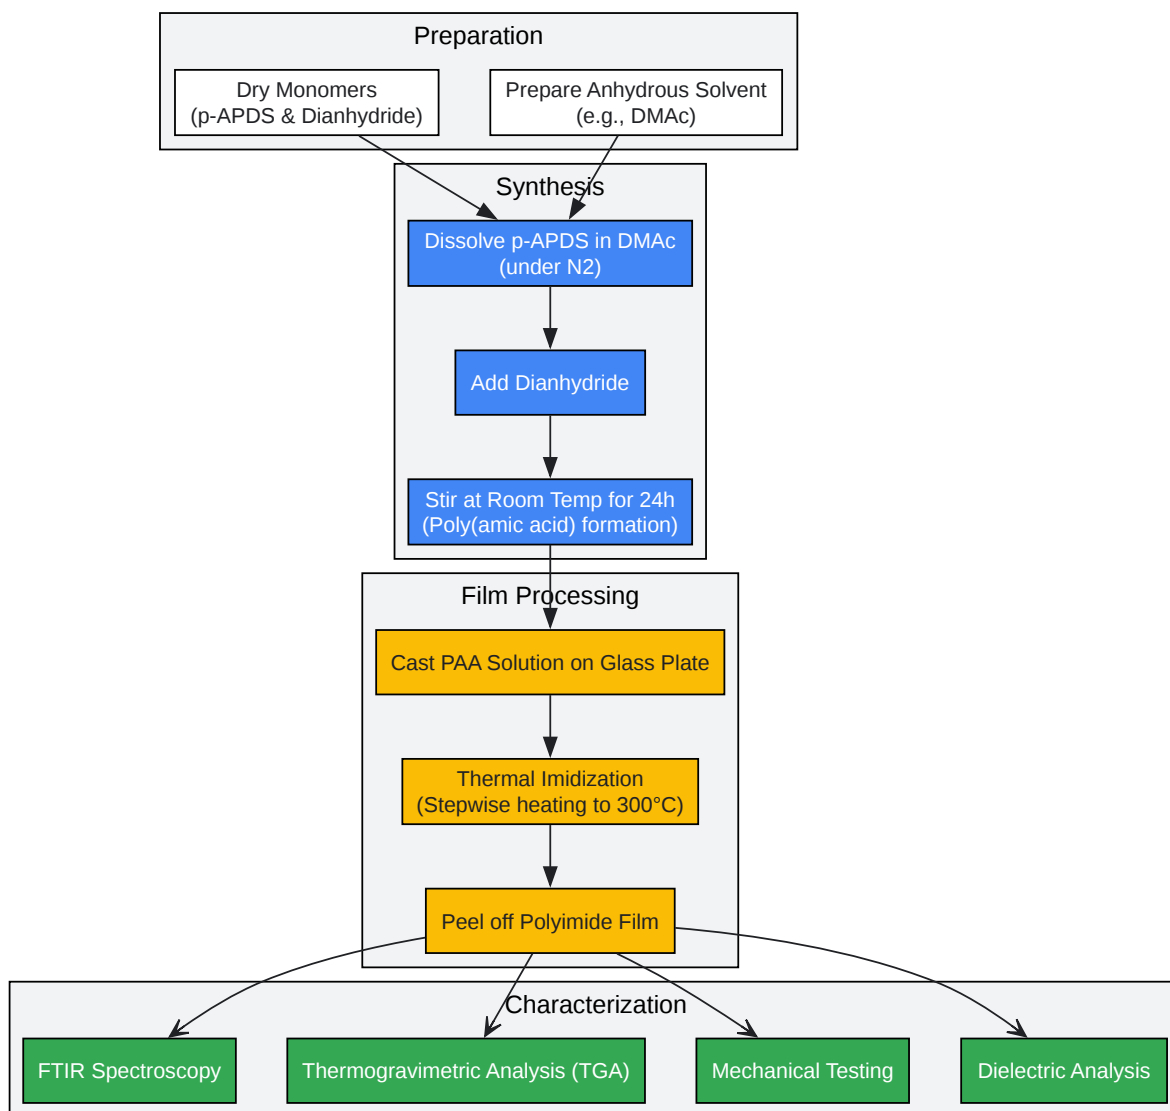 Preparation
Dry Monomers
(p-APDS & Dianhydride)
Prepare Anhydrous Solvent
(e.g., DMAc)
Synthesis
Dissolve p-APDS in DMAc
(under N2)
Add Dianhydride
Stir at Room Temp for 24h
(Poly(amic acid) formation)
Film Processing
Cast PAA Solution on Glass Plate
Thermal Imidization
(Stepwise heating to 300°C)
Peel off Polyimide Film
Characterization
FTIR Spectroscopy
Thermogravimetric Analysis (TGA)
Mechanical Testing
Dielectric Analysis